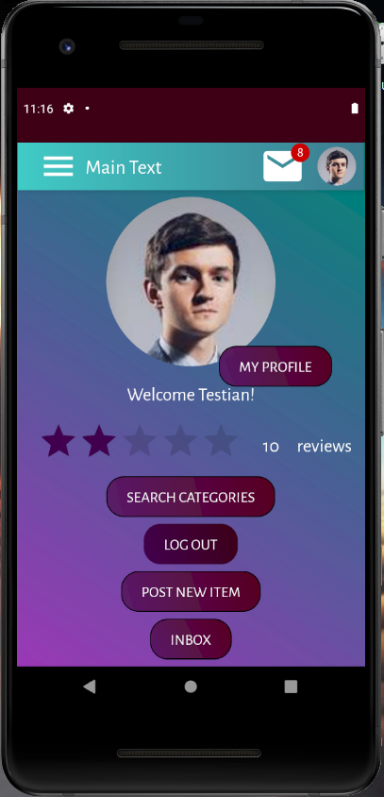 11:16
Main Text
8
MY PROFILE
Welcome Testian!
10 reviews
SEARCH CATEGORIES
LOG OUT
POST NEW ITEM
INBOX